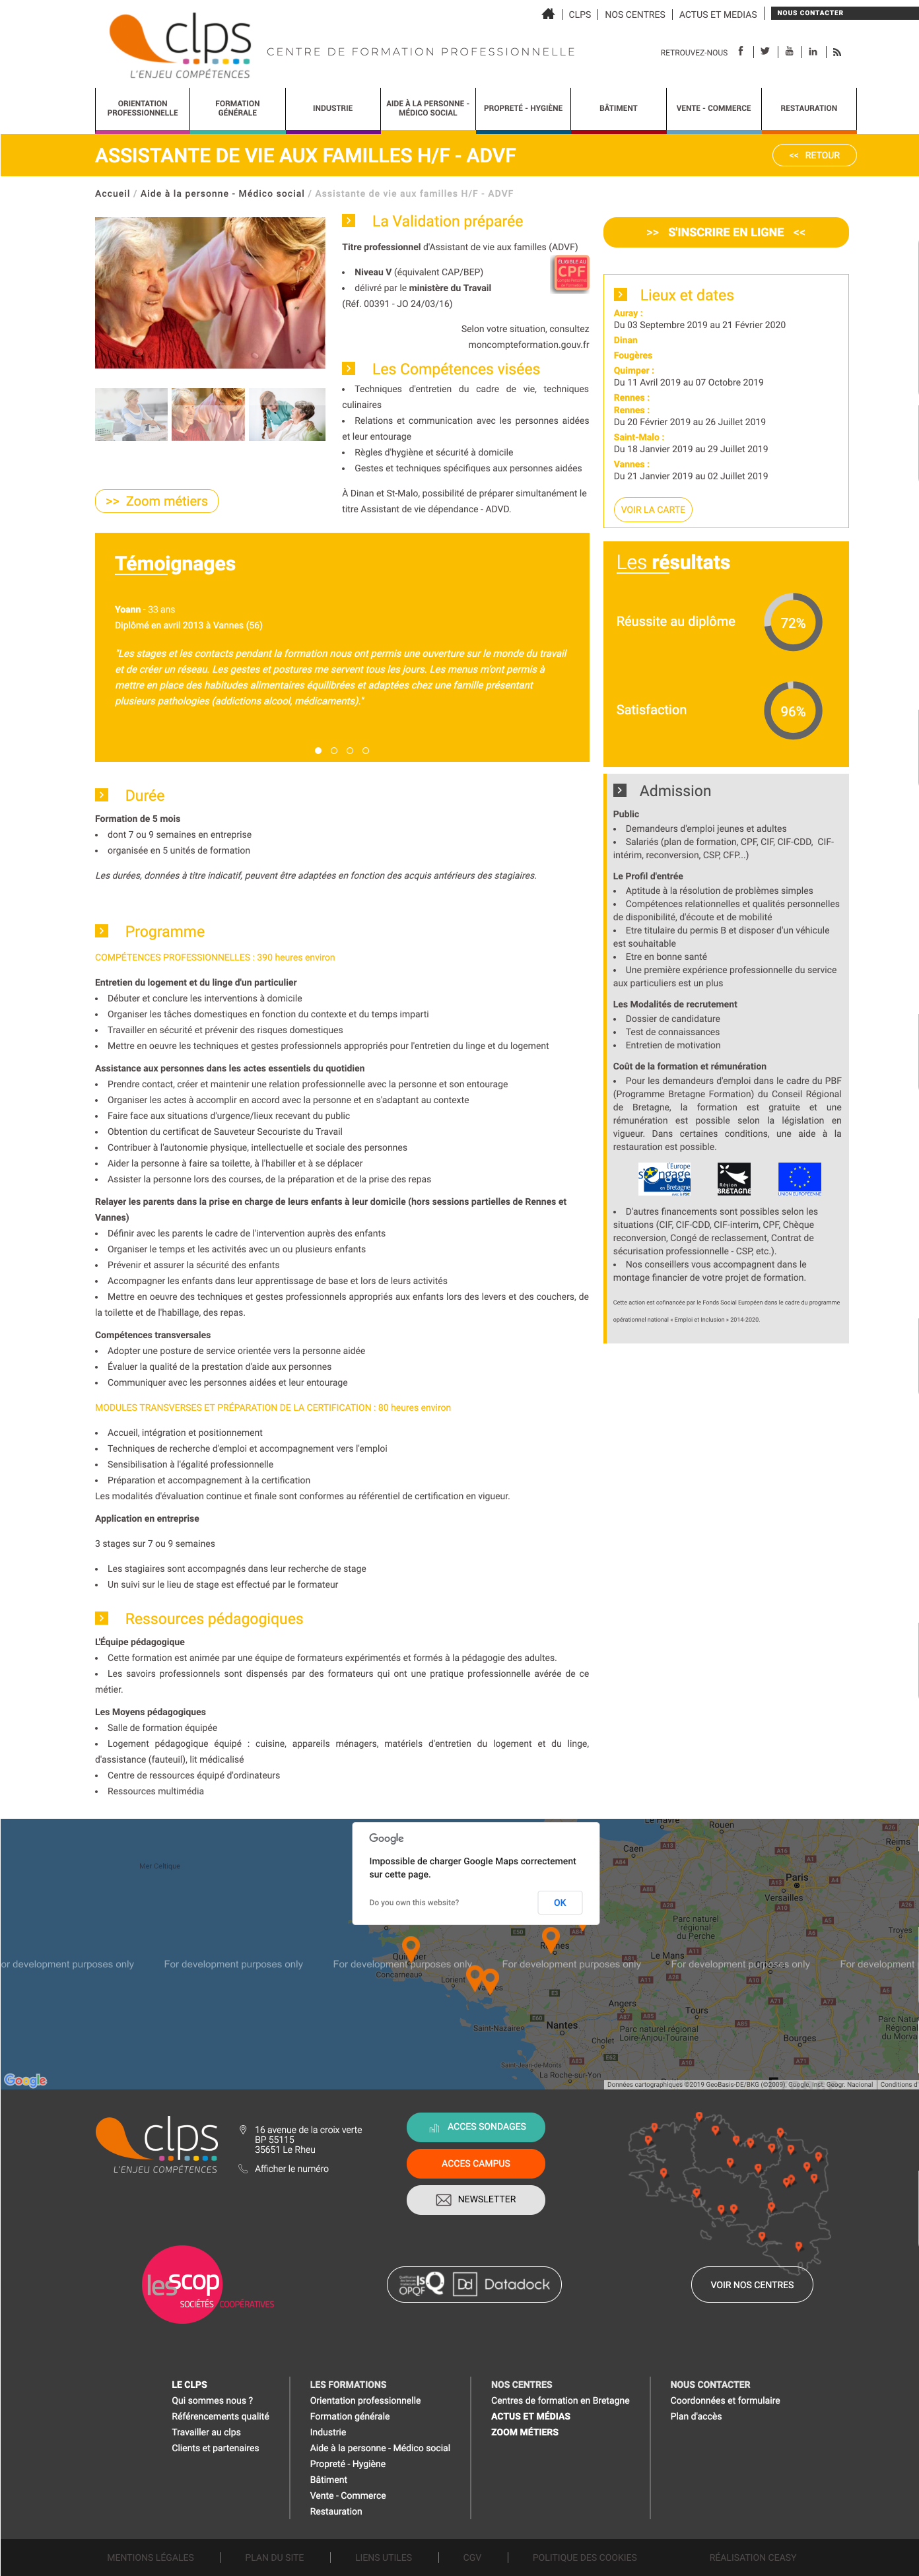 CLPS
NOS CENTRES
ACTUS ET MEDIAS
NOUS CONTACTER
clps
L'ENJEU COMPÉTENCES
CENTRE DE FORMATION PROFESSIONNELLE
RETROUVEZ-NOUS
ORIENTATION
PROFESSIONNELLE
FORMATION
GÉNÉRALE
INDUSTRIE
AIDE À LA PERSONNE -
MÉDICO SOCIAL
PROPRETÉ - HYGIÈNE
BÂTIMENT
VENTE - COMMERCE
RESTAURATION
ASSISTANTE DE VIE AUX FAMILLES H/F - ADVF
<< RETOUR
Accueil / Aide à la personne - Médico social / Assistante de vie aux familles H/F - ADVF
>> Zoom métiers
La Validation préparée
Titre professionnel d'Assistant de vie aux familles (ADVF)
• Niveau V (équivalent CAP/BEP)
• délivré par le ministère du Travail
(Réf. 00391 - JO 24/03/16)
ÉLIGIBLE AU
CPF
Selon votre situation, consultez
moncompteformation.gouv.fr
Les Compétences visées
• Techniques d'entretien du cadre de vie, techniques
culinaires
• Relations et communication avec les personnes aidées
et leur entourage
• Règles d'hygiène et sécurité à domicile
• Gestes et techniques spécifiques aux personnes aidées
À Dinan et St-Malo, possibilité de préparer simultanément le
titre Assistant de vie dépendance - ADVD.
>> S'INSCRIRE EN LIGNE <<
Lieux et dates
Auray :
Du 03 Septembre 2019 au 21 Février 2020
Dinan
Fougères
Quimper :
Du 11 Avril 2019 au 07 Octobre 2019
Rennes :
Rennes :
Du 20 Février 2019 au 26 Juillet 2019
Saint-Malo :
Du 18 Janvier 2019 au 29 Juillet 2019
Vannes :
Du 21 Janvier 2019 au 02 Juillet 2019
VOIR LA CARTE
Témoignages
Yoann - 33 ans
Diplômé en avril 2013 à Vannes (56)
"Les stages et les contacts pendant la formation nous ont permis une ouverture sur le monde du travail
et de créer un réseau. Les gestes et postures me servent tous les jours. Les menus m'ont permis à
mettre en place des habitudes alimentaires équilibrées et adaptées chez une famille présentant
plusieurs pathologies (addictions alcool, médicaments)."
Les résultats
Réussite au diplôme
72%
Satisfaction
96%
Durée
Formation de 5 mois
• dont 7 ou 9 semaines en entreprise
• organisée en 5 unités de formation
Les durées, données à titre indicatif, peuvent être adaptées en fonction des acquis antérieurs des stagiaires.
Programme
COMPÉTENCES PROFESSIONNELLES : 390 heures environ
Entretien du logement et du linge d'un particulier
• Débuter et conclure les interventions à domicile
• Organiser les tâches domestiques en fonction du contexte et du temps imparti
• Travailler en sécurité et prévenir des risques domestiques
• Mettre en oeuvre les techniques et gestes professionnels appropriés pour l'entretien du linge et du logement
Assistance aux personnes dans les actes essentiels du quotidien
• Prendre contact, créer et maintenir une relation professionnelle avec la personne et son entourage
• Organiser les actes à accomplir en accord avec la personne et en s'adaptant au contexte
• Faire face aux situations d'urgence/lieux recevant du public
• Obtention du certificat de Sauveteur Secouriste du Travail
• Contribuer à l'autonomie physique, intellectuelle et sociale des personnes
• Aider la personne à faire sa toilette, à l'habiller et à se déplacer
• Assister la personne lors des courses, de la préparation et de la prise des repas
Relayer les parents dans la prise en charge de leurs enfants à leur domicile (hors sessions partielles de Rennes et
Vannes)
• Définir avec les parents le cadre de l'intervention auprès des enfants
• Organiser le temps et les activités avec un ou plusieurs enfants
• Prévenir et assurer la sécurité des enfants
• Accompagner les enfants dans leur apprentissage de base et lors de leurs activités
• Mettre en oeuvre des techniques et gestes professionnels appropriés aux enfants lors des levers et des couchers, de
la toilette et de l'habillage, des repas.
Compétences transversales
• Adopter une posture de service orientée vers la personne aidée
• Évaluer la qualité de la prestation d'aide aux personnes
• Communiquer avec les personnes aidées et leur entourage
MODULES TRANSVERSES ET PRÉPARATION DE LA CERTIFICATION : 80 heures environ
• Accueil, intégration et positionnement
• Techniques de recherche d'emploi et accompagnement vers l'emploi
• Sensibilisation à l'égalité professionnelle
• Préparation et accompagnement à la certification
Les modalités d'évaluation continue et finale sont conformes au référentiel de certification en vigueur.
Application en entreprise
3 stages sur 7 ou 9 semaines
• Les stagiaires sont accompagnés dans leur recherche de stage
• Un suivi sur le lieu de stage est effectué par le formateur
Ressources pédagogiques
L'Équipe pédagogique
• Cette formation est animée par une équipe de formateurs expérimentés et formés à la pédagogie des adultes.
• Les savoirs professionnels sont dispensés par des formateurs qui ont une pratique professionnelle avérée de ce
métier.
Les Moyens pédagogiques
• Salle de formation équipée
• Logement pédagogique équipé : cuisine, appareils ménagers, matériels d'entretien du logement et du linge,
d'assistance (fauteuil), lit médicalisé
• Centre de ressources équipé d'ordinateurs
• Ressources multimédia
Admission
Public
• Demandeurs d'emploi jeunes et adultes
• Salariés (plan de formation, CPF, CIF, CIF-CDD, CIF-
intérim, reconversion, CSP, CFP...)
Le Profil d'entrée
• Aptitude à la résolution de problèmes simples
• Compétences relationnelles et qualités personnelles
de disponibilité, d'écoute et de mobilité
• Etre titulaire du permis B et disposer d'un véhicule
est souhaitable
• Etre en bonne santé
• Une première expérience professionnelle du service
aux particuliers est un plus
Les Modalités de recrutement
• Dossier de candidature
• Test de connaissances
• Entretien de motivation
Coût de la formation et rémunération
• Pour les demandeurs d'emploi dans le cadre du PBF
(Programme Bretagne Formation) du Conseil Régional
de Bretagne, la formation est gratuite et une
rémunération est possible selon la législation en
vigueur. Dans certaines conditions, une aide à la
restauration est possible.
l'Europe
s'engage
en Bretagne
Région
BRETAGNE
UNION EUROPÉENNE
• D'autres financements sont possibles selon les
situations (CIF, CIF-CDD, CIF-interim, CPF, Chèque
reconversion, Congé de reclassement, Contrat de
sécurisation professionnelle - CSP, etc.).
• Nos conseillers vous accompagnent dans le
montage financier de votre projet de formation.
Cette action est cofinancée par le Fonds Social Européen dans le cadre du programme
opérationnel national « Emploi et Inclusion » 2014-2020.
Google
Impossible de charger Google Maps correctement
sur cette page.
Do you own this website?
OK
Mer Celtique
Le Havre
Rouen
Reims
Caen
Paris
Versailles
Parc naturel
régional
du Perche
Troyes
Le Mans
Concarneau
Lorient
Angers
Tours
Saint-Nazaire
Nantes
Cholet
Parc naturel régional
Loire-Anjou-Touraine
Bourges
Saint-Jean-de-Monts
La Roche-sur-Yon
or development purposes only
For development purposes only
For development purposes only
For development purposes only
For development purposes only
For development
Google
Données cartographiques ©2019 GeoBasis-DE/BKG (©2009), Google, Inst. Geogr. Nacional
Conditions d'
clps
L'ENJEU COMPÉTENCES
16 avenue de la croix verte
BP 55115
35651 Le Rheu
Afficher le numéro
ACCES SONDAGES
ACCES CAMPUS
NEWSLETTER
les scop
SOCIÉTÉS COOPÉRATIVES
ISQ
OPQF
Dd Datadock
VOIR NOS CENTRES
LE CLPS
Qui sommes nous ?
Référencements qualité
Travailler au clps
Clients et partenaires
LES FORMATIONS
Orientation professionnelle
Formation générale
Industrie
Aide à la personne - Médico social
Propreté - Hygiène
Bâtiment
Vente - Commerce
Restauration
NOS CENTRES
Centres de formation en Bretagne
ACTUS ET MÉDIAS
ZOOM MÉTIERS
NOUS CONTACTER
Coordonnées et formulaire
Plan d'accès
MENTIONS LÉGALES
PLAN DU SITE
LIENS UTILES
CGV
POLITIQUE DES COOKIES
RÉALISATION CEASY